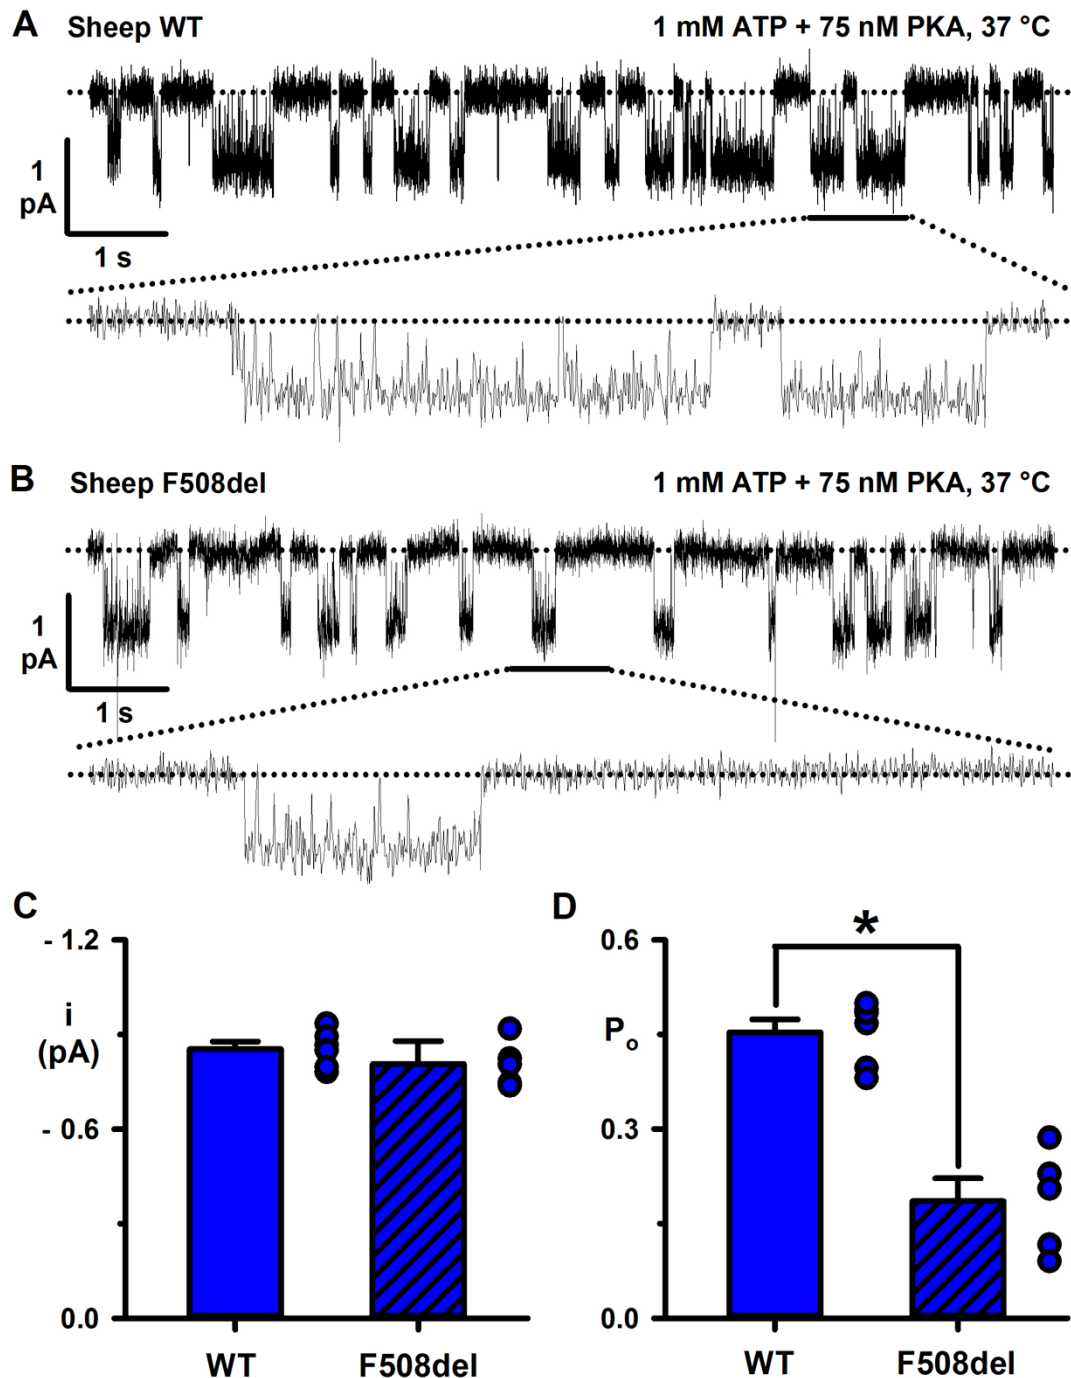 A Sheep WT 1 mM ATP + 75 nM PKA, 37 °C
1
pA
1 s
B Sheep F508del 1 mM ATP + 75 nM PKA, 37 °C
1
pA
1 s
C
- 1.2
i
(pA)
- 0.6
0.0
WT F508del
D
*
0.6
Po
0.3
0.0
WT F508del